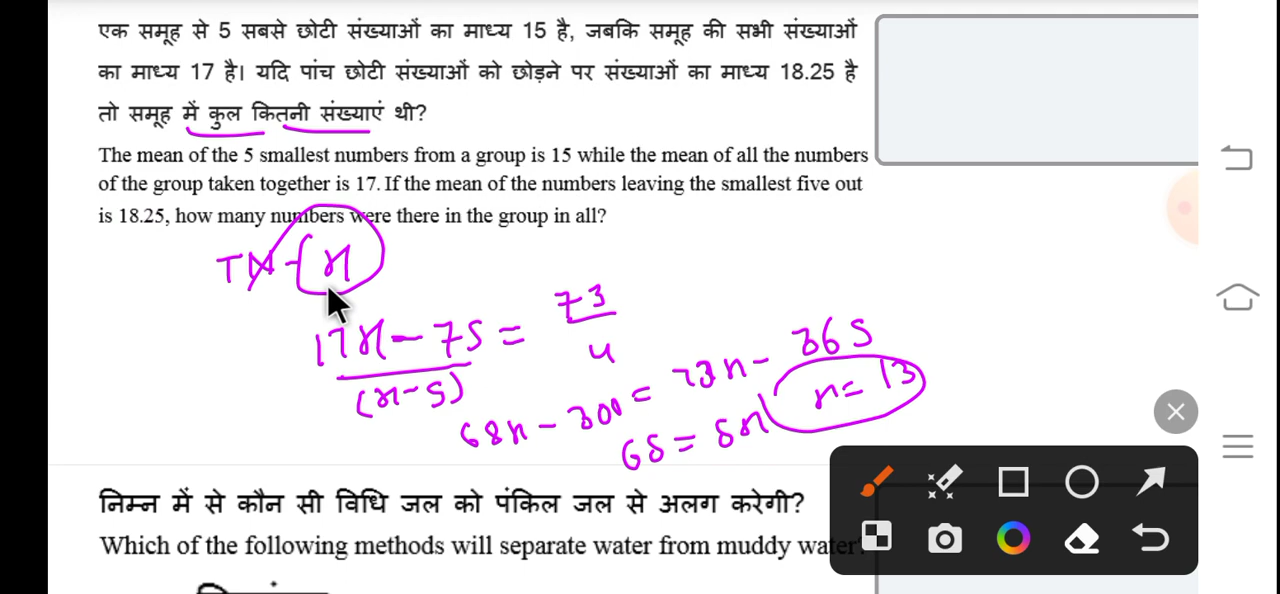 एक समूह से 5 सबसे छोटी संख्याओं का माध्य 15 है, जबकि समूह की सभी संख्याओं
का माध्य 17 है। यदि पांच छोटी संख्याओं को छोड़ने पर संख्याओं का माध्य 18.25 है
तो समूह में कुल कितनी संख्याएं थी?
The mean of the 5 smallest numbers from a group is 15 while the mean of all the numbers
of the group taken together is 17. If the mean of the numbers leaving the smallest five out
is 18.25, how many numbers were there in the group in all?
TN - (n
17n - 75 = 73
(n-5) 4
68n - 300 = 73n - 365
65 = 5n n = 13
निम्न में से कौन सी विधि जल को पंकिल जल से अलग करेगी?
Which of the following methods will separate water from muddy water?